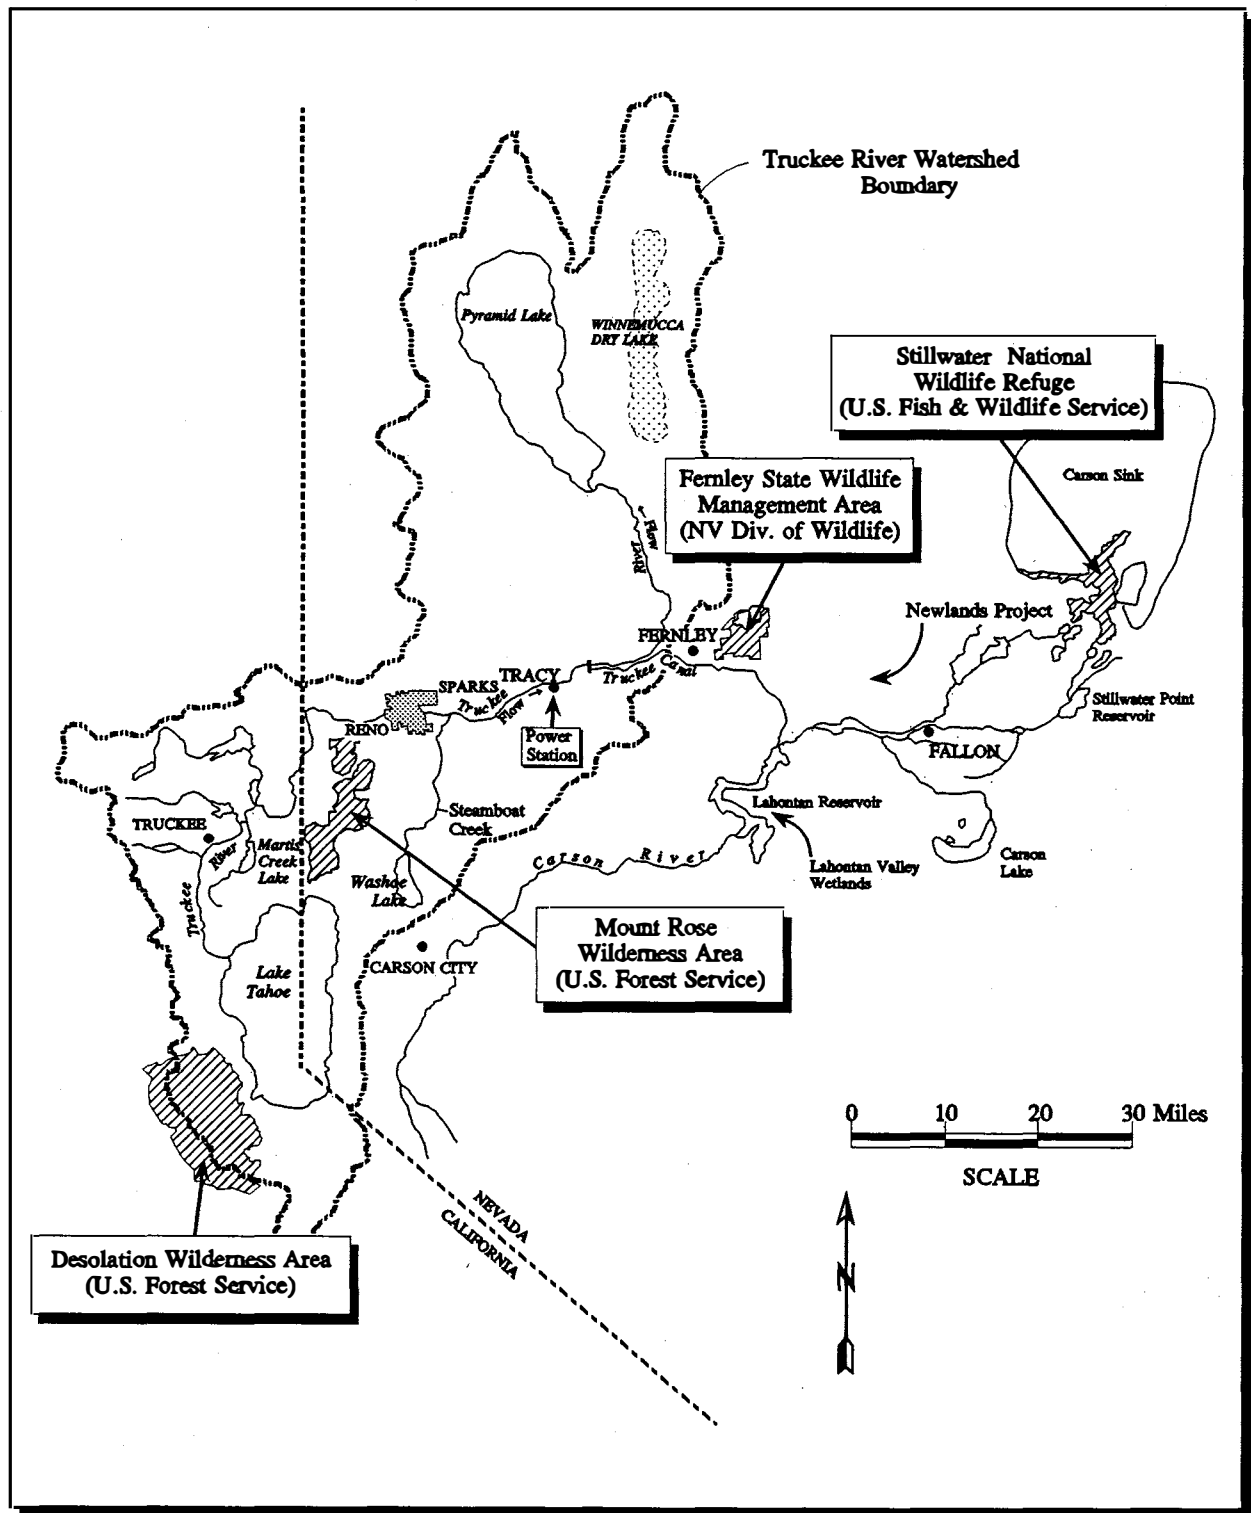 Truckee River Watershed
Boundary
Pyramid Lake
WINNEMUCCA
DRY LAKE
Stillwater National
Wildlife Refuge
(U.S. Fish & Wildlife Service)
Carson Sink
Fernley State Wildlife
Management Area
(NV Div. of Wildlife)
River
Flow
Newlands Project
FERNLEY
Truckee Canal
TRACY
SPARKS
Truckee
Flow
RENO
Power
Station
Stillwater Point
Reservoir
FALLON
Lahontan Reservoir
Steamboat
Creek
TRUCKEE
River
Truckee
Martis
Creek
Lake
Washoe
Lake
Carson River
Lahontan Valley
Wetlands
Carson
Lake
Mount Rose
Wilderness Area
(U.S. Forest Service)
CARSON CITY
Lake
Tahoe
0 10 20 30 Miles
SCALE
N
NEVADA
CALIFORNIA
Desolation Wilderness Area
(U.S. Forest Service)